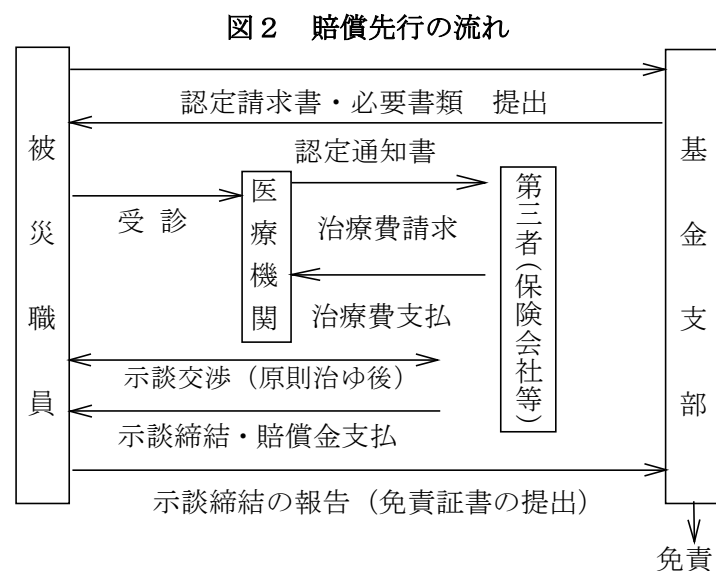 図２　賠償先行の流れ
認定請求書・必要書類　提出
認定通知書
被災職員
受 診
医療機関
治療費請求
治療費支払
第三者（保険会社等）
基金支部
示談交渉（原則治ゆ後）
示談締結・賠償金支払
示談締結の報告（免責証書の提出）
免責